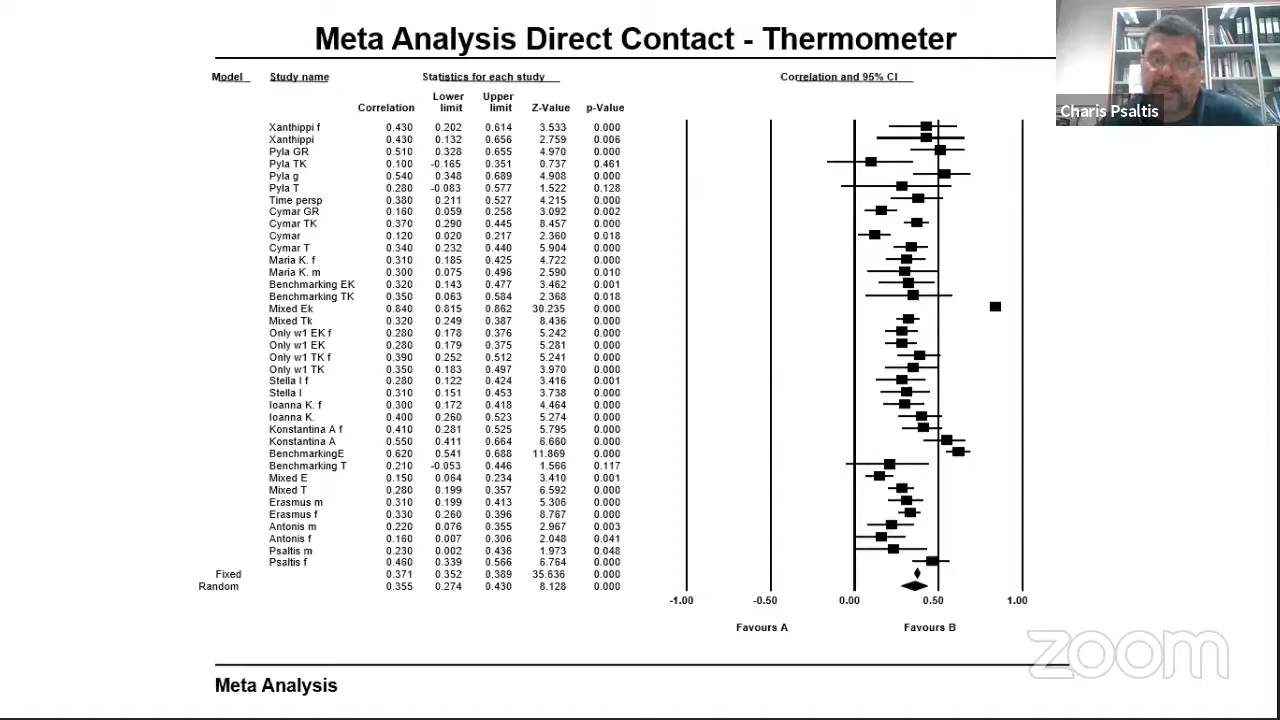 Meta Analysis Direct Contact - Thermometer
Charis Psaltis
Model Study name Statistics for each study Correlation and 95% CI
Correlation Lower limit Upper limit Z-Value p-Value
Xanthippi f 0.430 0.202 0.614 3.533 0.000
Xanthippi 0.430 0.132 0.656 2.759 0.006
Pyla GR 0.510 0.328 0.655 4.970 0.000
Pyla TK 0.100 -0.165 0.351 0.737 0.461
Pyla g 0.540 0.348 0.689 4.908 0.000
Pyla T 0.280 -0.083 0.577 1.522 0.128
Time persp 0.380 0.211 0.527 4.215 0.000
Cymar GR 0.160 0.059 0.258 3.092 0.002
Cymar TK 0.370 0.290 0.445 8.457 0.000
Cymar 0.120 0.020 0.217 2.360 0.018
Cymar T 0.340 0.232 0.440 5.904 0.000
Maria K. f 0.310 0.185 0.425 4.722 0.000
Maria K. m 0.300 0.075 0.496 2.590 0.010
Benchmarking EK 0.320 0.143 0.477 3.462 0.001
Benchmarking TK 0.350 0.063 0.584 2.368 0.018
Mixed Ek 0.840 0.815 0.862 30.235 0.000
Mixed Tk 0.320 0.249 0.387 8.436 0.000
Only w1 EK f 0.280 0.178 0.376 5.242 0.000
Only w1 EK 0.280 0.179 0.375 5.281 0.000
Only w1 TK f 0.390 0.252 0.512 5.241 0.000
Only w1 TK 0.350 0.183 0.497 3.970 0.000
Stella I f 0.280 0.122 0.424 3.416 0.001
Stella I 0.310 0.151 0.453 3.738 0.000
Ioanna K. f 0.300 0.172 0.418 4.464 0.000
Ioanna K. 0.400 0.260 0.523 5.274 0.000
Konstantina A f 0.410 0.281 0.525 5.795 0.000
Konstantina A 0.550 0.411 0.664 6.660 0.000
BenchmarkingE 0.620 0.541 0.688 11.869 0.000
Benchmarking T 0.210 -0.053 0.446 1.566 0.117
Mixed E 0.150 0.064 0.234 3.410 0.001
Mixed T 0.280 0.199 0.357 6.592 0.000
Erasmus m 0.310 0.199 0.413 5.306 0.000
Erasmus f 0.330 0.260 0.396 8.767 0.000
Antonis m 0.220 0.076 0.355 2.967 0.003
Antonis f 0.160 0.007 0.306 2.048 0.041
Psaltis m 0.230 0.002 0.436 1.973 0.048
Psaltis f 0.460 0.339 0.566 6.764 0.000
Fixed 0.371 0.352 0.389 35.636 0.000
Random 0.355 0.274 0.430 8.128 0.000
-1.00 -0.50 0.00 0.50 1.00
Favours A Favours B
zoom
Meta Analysis